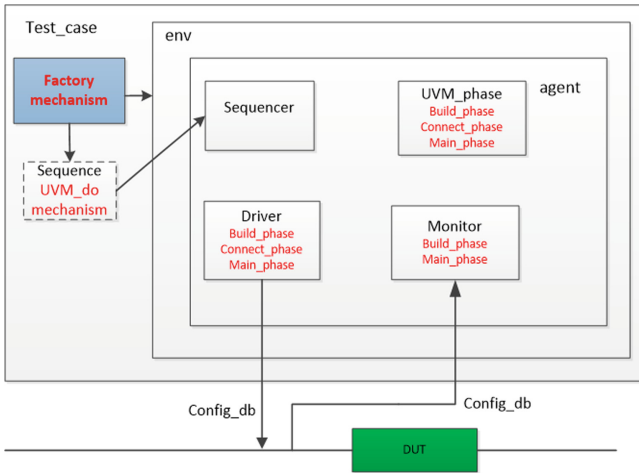 Test_case
env
agent
Factory
mechanism
Sequence
UVM_do
mechanism
Sequencer
UVM_phase
Build_phase
Connect_phase
Main_phase
Driver
Build_phase
Connect_phase
Main_phase
Monitor
Build_phase
Main_phase
Config_db
Config_db
DUT